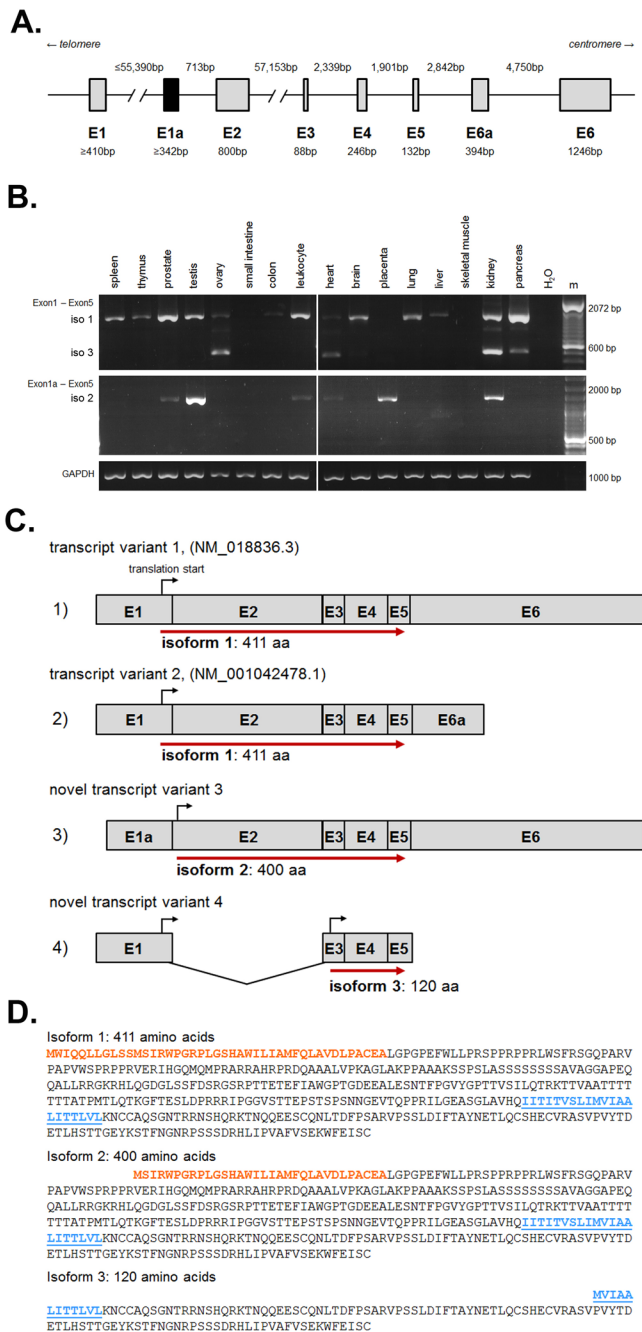 A.
← telomere
centromere →
≤55,390bp 713bp 57,153bp 2,339bp 1,901bp 2,842bp 4,750bp
E1 E1a E2 E3 E4 E5 E6a E6
≥410bp ≥342bp 800bp 88bp 246bp 132bp 394bp 1246bp
B.
spleen
thymus
prostate
testis
ovary
small intestine
colon
leukocyte
heart
brain
placenta
lung
liver
skeletal muscle
kidney
pancreas
H2O
m
Exon1 – Exon5
iso 1
iso 3
2072 bp
600 bp
Exon1a – Exon5
iso 2
2000 bp
500 bp
GAPDH
1000 bp
C.
transcript variant 1, (NM_018836.3)
translation start
1) E1 E2 E3 E4 E5 E6
isoform 1: 411 aa
transcript variant 2, (NM_001042478.1)
2) E1 E2 E3 E4 E5 E6a
isoform 1: 411 aa
novel transcript variant 3
3) E1a E2 E3 E4 E5 E6
isoform 2: 400 aa
novel transcript variant 4
4) E1 E3 E4 E5
isoform 3: 120 aa
D.
Isoform 1: 411 amino acids
MWIQQLLGLSSMSIRWPGRPLGSHAWILIAMFQLAVDLPACEALGPGPEFWLLPRSPPRPPRLWSFRSGQPARV
PAPVWSPRPPRVERIHGQMQMPRARRAHRPRDQAAALVPKAGLAKPPAAAKSSPSLASSSSSSSSAVAGGAPEQ
QALLRRGKRHLQGDGLSSFDSRGSRPTTETEFIAWGPTGDEEALESNTFPGVYGPTTVSILQTRKTTVAATTTT
TTTATPMTLQTKGFTESLDPRRRIPGGVSTTEPSTSPSNNGEVTQPPRILGEASGLAVHQIITITVSLIMVIAA
LITTLVLKNCCAQSGNTRRNSHQRKTNQQEESCQNLTDFPSARVPSSLDIFTAYNETLQCSHECVRASVPVYTD
ETLHSTTGEYKSTFNGNRPSSSDRHLIPVAFVSEKWFEISC
Isoform 2: 400 amino acids
MSIRWPGRPLGSHAWILIAMFQLAVDLPACEALGPGPEFWLLPRSPPRPPRLWSFRSGQPARV
PAPVWSPRPPRVERIHGQMQMPRARRAHRPRDQAAALVPKAGLAKPPAAAKSSPSLASSSSSSSSAVAGGAPEQ
QALLRRGKRHLQGDGLSSFDSRGSRPTTETEFIAWGPTGDEEALESNTFPGVYGPTTVSILQTRKTTVAATTTT
TTTATPMTLQTKGFTESLDPRRRIPGGVSTTEPSTSPSNNGEVTQPPRILGEASGLAVHQIITITVSLIMVIAA
LITTLVLKNCCAQSGNTRRNSHQRKTNQQEESCQNLTDFPSARVPSSLDIFTAYNETLQCSHECVRASVPVYTD
ETLHSTTGEYKSTFNGNRPSSSDRHLIPVAFVSEKWFEISC
Isoform 3: 120 amino acids
MVIAA
LITTLVLKNCCAQSGNTRRNSHQRKTNQQEESCQNLTDFPSARVPSSLDIFTAYNETLQCSHECVRASVPVYTD
ETLHSTTGEYKSTFNGNRPSSSDRHLIPVAFVSEKWFEISC